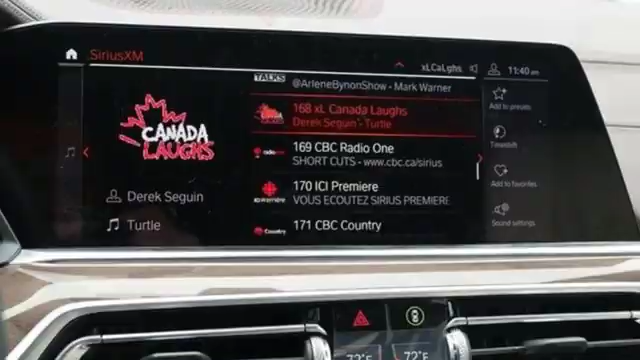 SiriusXM
xLCaLghs
11:40 am
TALKS
@ArleneBynonShow - Mark Warner
168 xL Canada Laughs
Derek Seguin - Turtle
169 CBC Radio One
SHORT CUTS - www.cbc.ca/sirius
170 ICI Premiere
VOUS ECOUTEZ SIRIUS PREMIERE
171 CBC Country
CANADA
LAUGHS
Derek Seguin
Turtle
Add to presets
Timeshift
Add to favorites
Sound settings
72°F
72°F